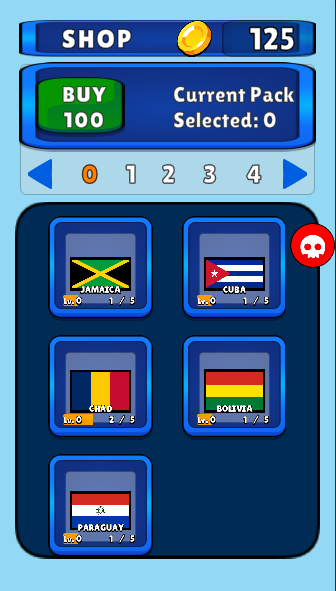 SHOP 125
BUY
100
Current Pack
Selected: 0
0 1 2 3 4
JAMAICA
Lv.0 1 / 5
CUBA
Lv.0 1 / 5
CHAD
Lv.0 2 / 5
BOLIVIA
Lv.0 1 / 5
PARAGUAY
Lv.0 1 / 5